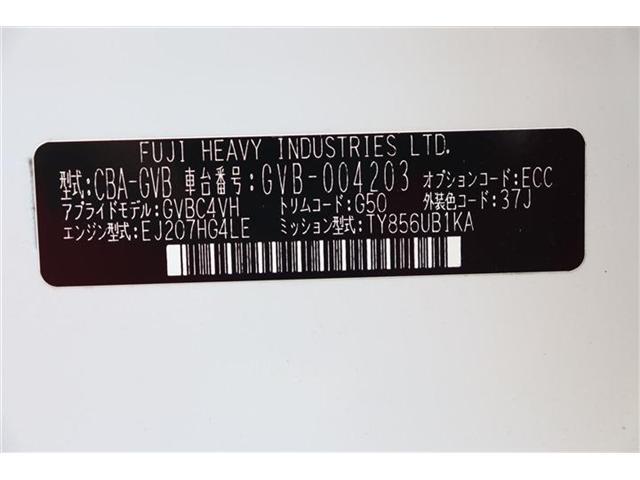 FUJI HEAVY INDUSTRIES LTD.
型式:CBA-GVB 車台番号:GVB-004203 オプションコード:ECC
アプライドモデル:GVBC4VH トリムコード:G50 外装色コード:37J
エンジン型式:EJ207HG4LE ミッション型式:TY856UB1KA